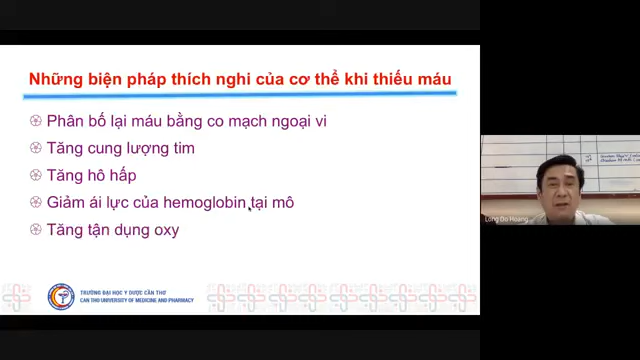 Những biện pháp thích nghi của cơ thể khi thiếu máu
Phân bố lại máu bằng co mạch ngoại vi
Tăng cung lượng tim
Tăng hô hấp
Giảm ái lực của hemoglobin tại mô
Tăng tận dụng oxy
TRƯỜNG ĐẠI HỌC Y DƯỢC CẦN THƠ
CAN THO UNIVERSITY OF MEDICINE AND PHARMACY
Long Do Hoang